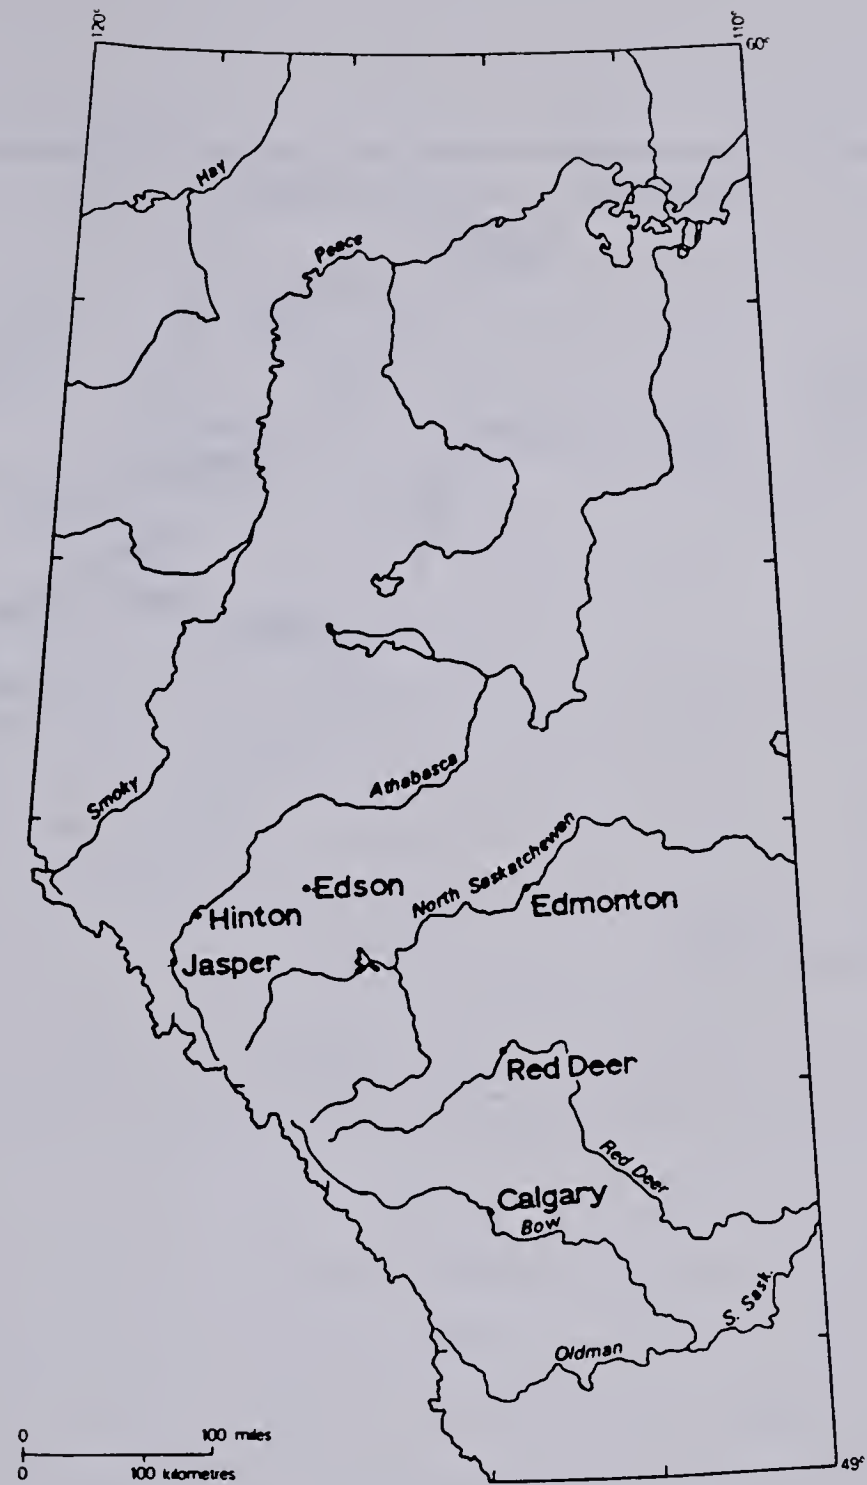 120°
110°
60°
Hay
Peace
Smoky
Athabasca
North Saskatchewan
Edson
Hinton
Edmonton
Jasper
Red Deer
Red Deer
Calgary
Bow
S. Sask.
Oldman
0 100 miles
0 100 kilometres
49°